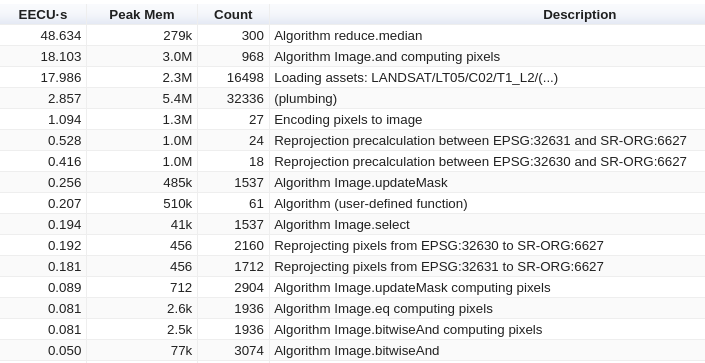 EECU·s Peak Mem Count Description
48.634 279k 300 Algorithm reduce.median
18.103 3.0M 968 Algorithm Image.and computing pixels
17.986 2.3M 16498 Loading assets: LANDSAT/LT05/C02/T1_L2/(...)
2.857 5.4M 32336 (plumbing)
1.094 1.3M 27 Encoding pixels to image
0.528 1.0M 24 Reprojection precalculation between EPSG:32631 and SR-ORG:6627
0.416 1.0M 18 Reprojection precalculation between EPSG:32630 and SR-ORG:6627
0.256 485k 1537 Algorithm Image.updateMask
0.207 510k 61 Algorithm (user-defined function)
0.194 41k 1537 Algorithm Image.select
0.192 456 2160 Reprojecting pixels from EPSG:32630 to SR-ORG:6627
0.181 456 1712 Reprojecting pixels from EPSG:32631 to SR-ORG:6627
0.089 712 2904 Algorithm Image.updateMask computing pixels
0.081 2.6k 1936 Algorithm Image.eq computing pixels
0.081 2.5k 1936 Algorithm Image.bitwiseAnd computing pixels
0.050 77k 3074 Algorithm Image.bitwiseAnd